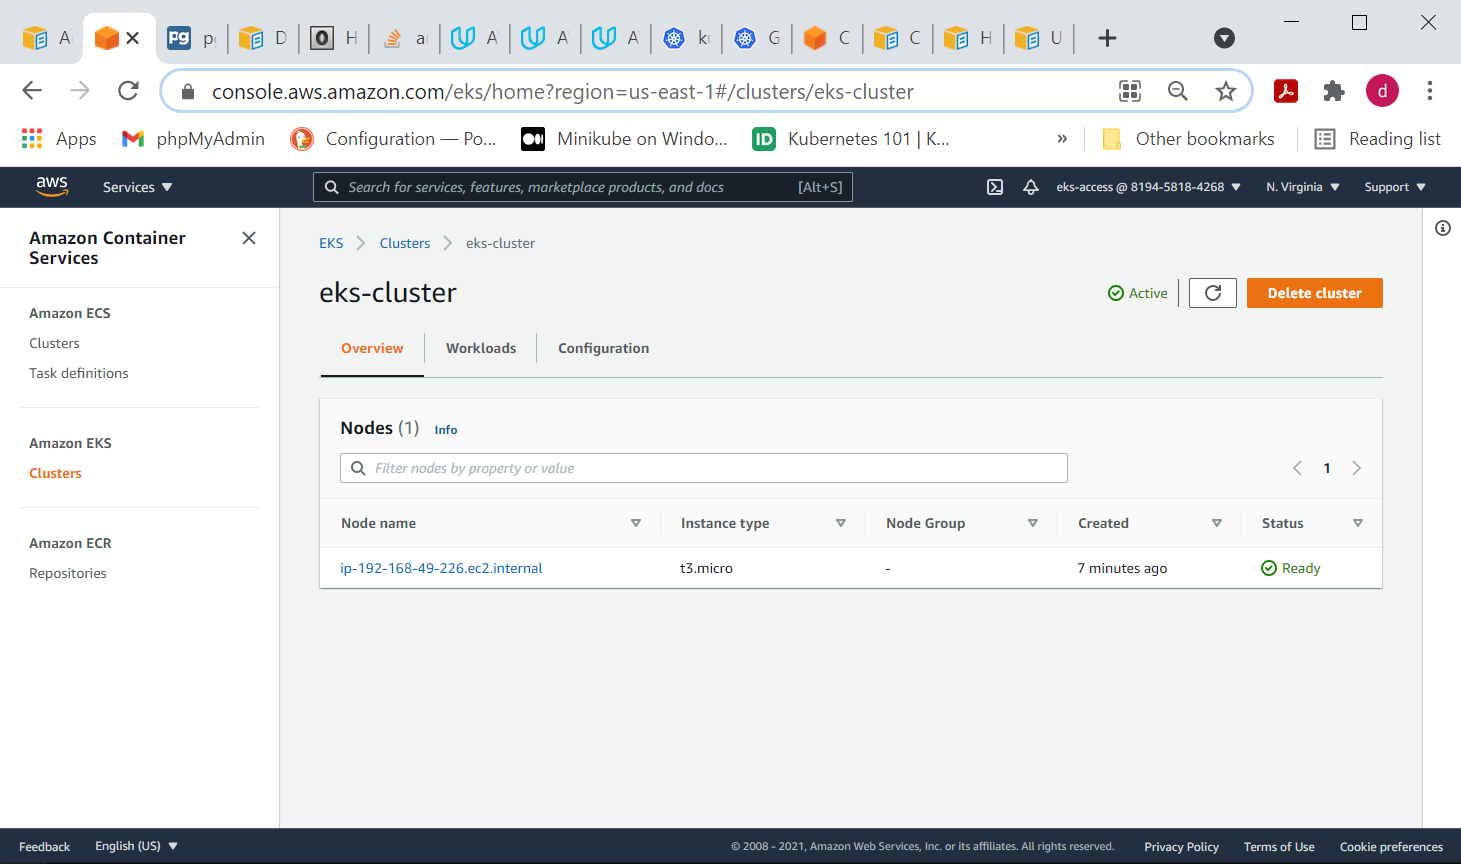 A
pg
D
H
a
A
A
A
k
G
C
C
H
U
console.aws.amazon.com/eks/home?region=us-east-1#/clusters/eks-cluster
d
Apps
phpMyAdmin
Configuration — Po...
Minikube on Windo...
ID
Kubernetes 101 | K...
»
Other bookmarks
Reading list
aws
Services
Search for services, features, marketplace products, and docs
[Alt+S]
eks-access @ 8194-5818-4268
N. Virginia
Support
Amazon Container
Services
Amazon ECS
Clusters
Task definitions
Amazon EKS
Clusters
Amazon ECR
Repositories
EKS
Clusters
eks-cluster
eks-cluster
Active
Delete cluster
Overview
Workloads
Configuration
Nodes (1) Info
Filter nodes by property or value
1
Node name
Instance type
Node Group
Created
Status
ip-192-168-49-226.ec2.internal
t3.micro
-
7 minutes ago
Ready
Feedback
English (US)
© 2008 - 2021, Amazon Web Services, Inc. or its affiliates. All rights reserved.
Privacy Policy
Terms of Use
Cookie preferences